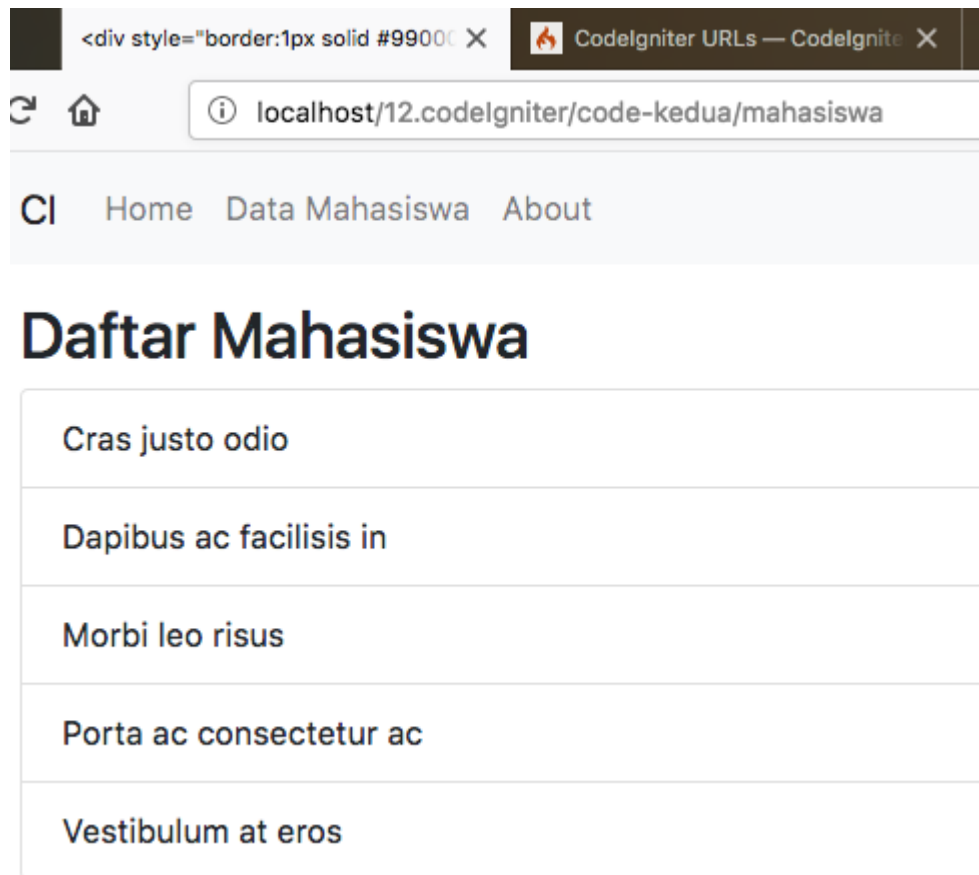 <div style="border:1px solid #99000
CodeIgniter URLs — CodeIgnite
localhost/12.codeIgniter/code-kedua/mahasiswa
CI Home Data Mahasiswa About
Daftar Mahasiswa
Cras justo odio
Dapibus ac facilisis in
Morbi leo risus
Porta ac consectetur ac
Vestibulum at eros